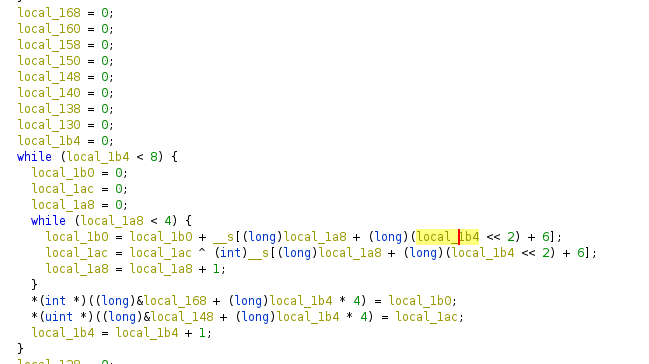 local_168 = 0;
local_160 = 0;
local_158 = 0;
local_150 = 0;
local_148 = 0;
local_140 = 0;
local_138 = 0;
local_130 = 0;
local_1b4 = 0;
while (local_1b4 < 8) {
local_1b0 = 0;
local_1ac = 0;
local_1a8 = 0;
while (local_1a8 < 4) {
local_1b0 = local_1b0 + __s[(long)local_1a8 + (long)(local_1b4 << 2) + 6];
local_1ac = local_1ac ^ (int)__s[(long)local_1a8 + (long)(local_1b4 << 2) + 6];
local_1a8 = local_1a8 + 1;
}
*(int *)((long)&local_168 + (long)local_1b4 * 4) = local_1b0;
*(uint *)((long)&local_148 + (long)local_1b4 * 4) = local_1ac;
local_1b4 = local_1b4 + 1;
}